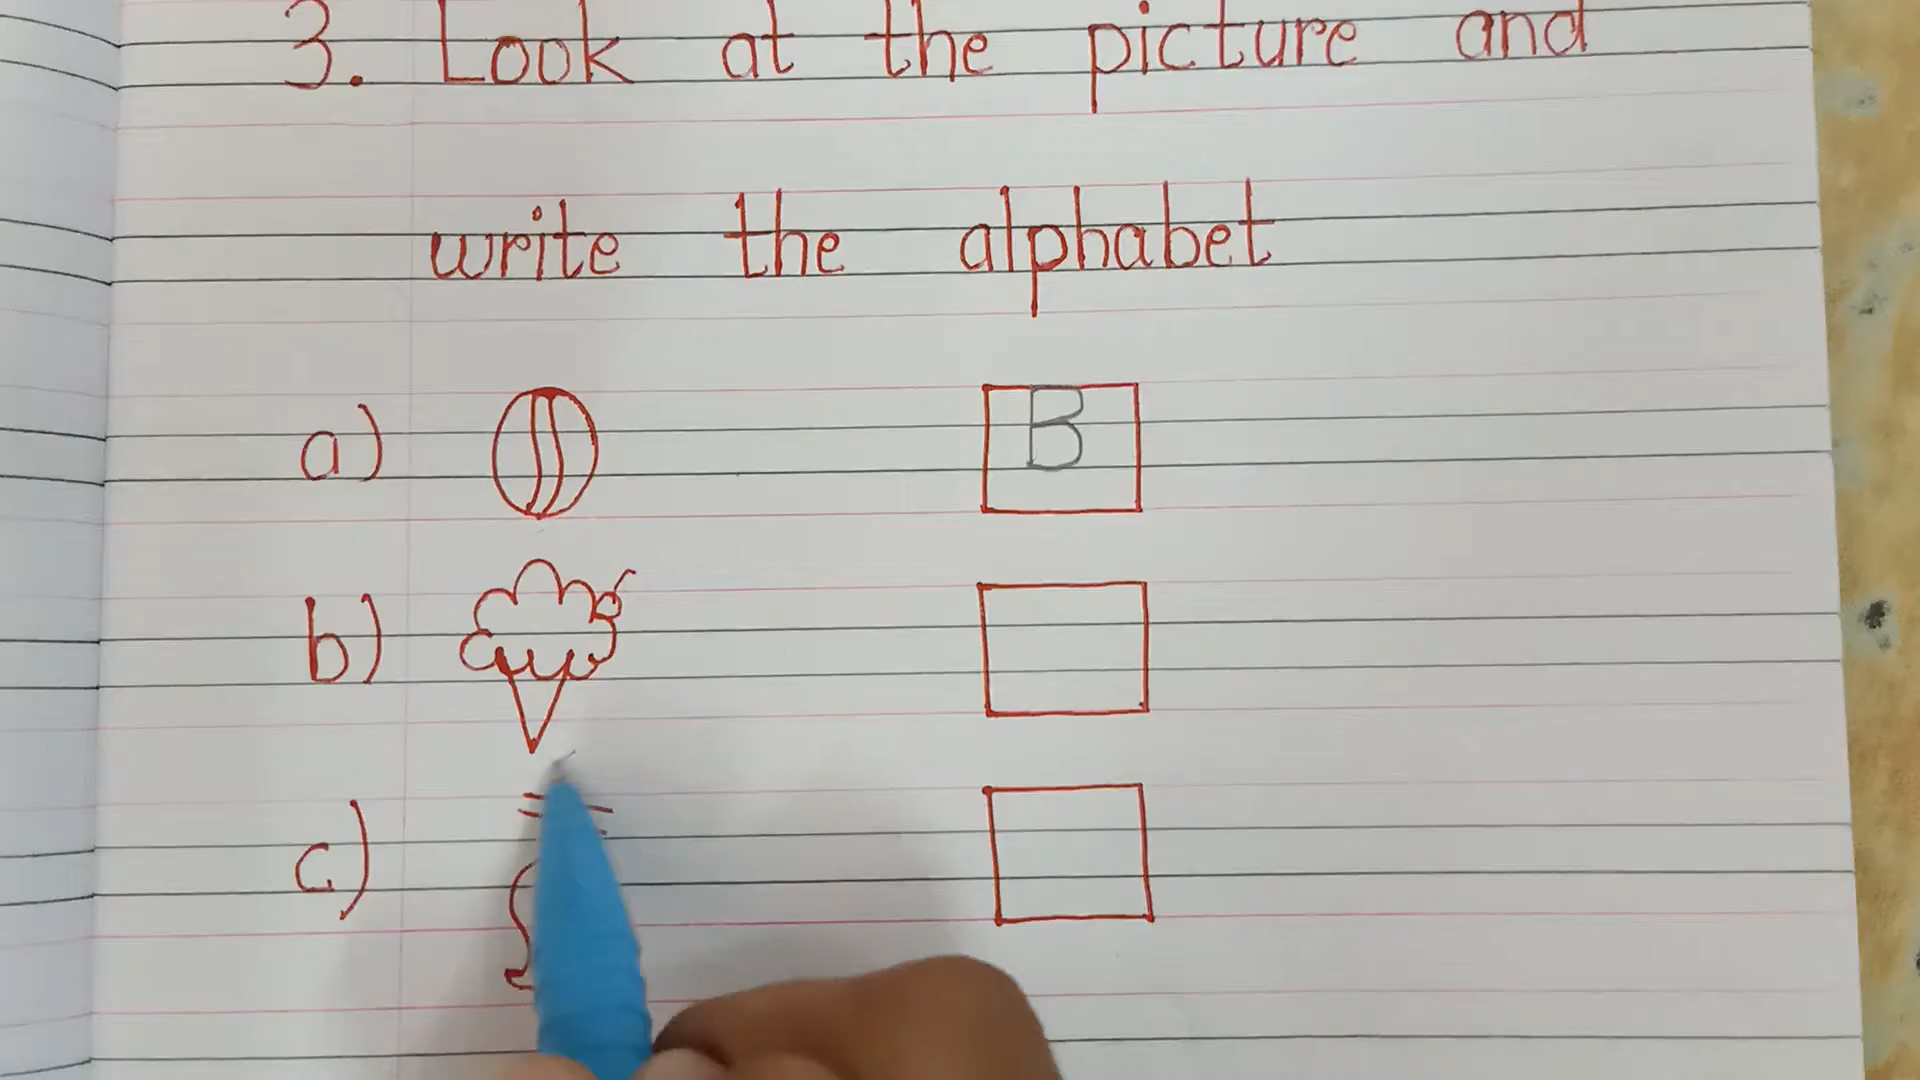 3. Look at the picture and
write the alphabet
a) B
b)
c)